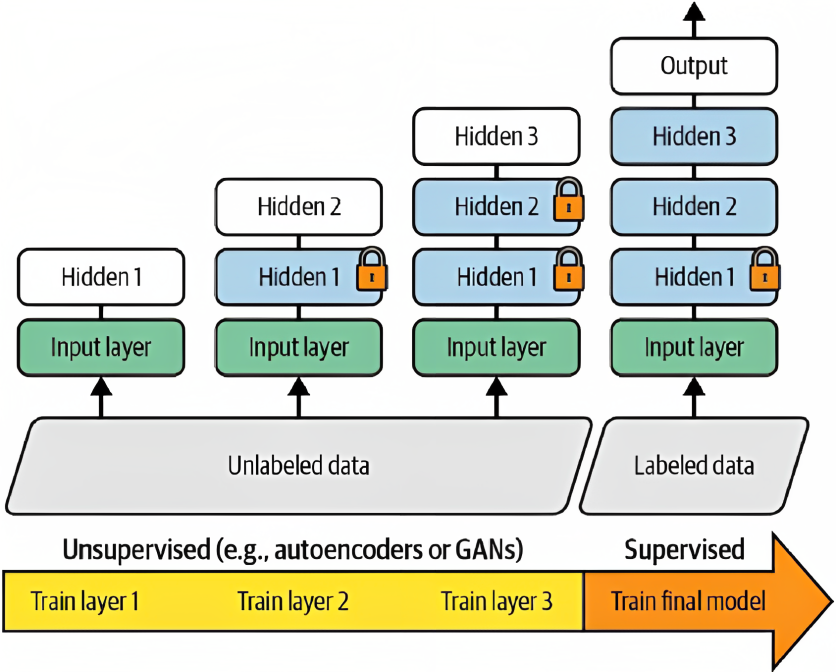 Output
Hidden 3
Hidden 3
Hidden 2
Hidden 2
Hidden 2
Hidden 1
Hidden 1
Hidden 1
Hidden 1
Input layer
Input layer
Input layer
Input layer
Unlabeled data
Labeled data
Unsupervised (e.g., autoencoders or GANs)
Supervised
Train layer 1
Train layer 2
Train layer 3
Train final model